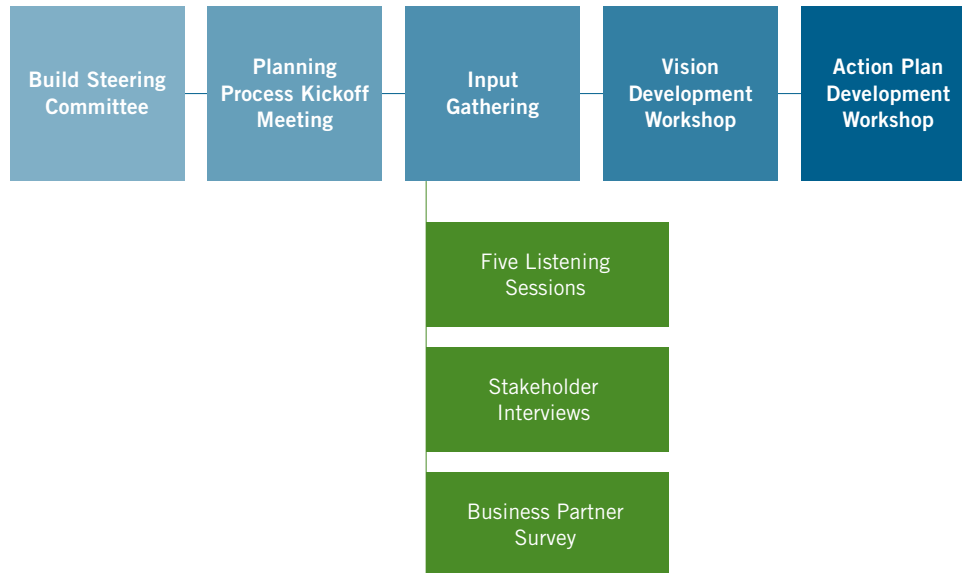 Build Steering
Committee
Planning
Process Kickoff
Meeting
Input
Gathering
Vision
Development
Workshop
Action Plan
Development
Workshop
Five Listening
Sessions
Stakeholder
Interviews
Business Partner
Survey